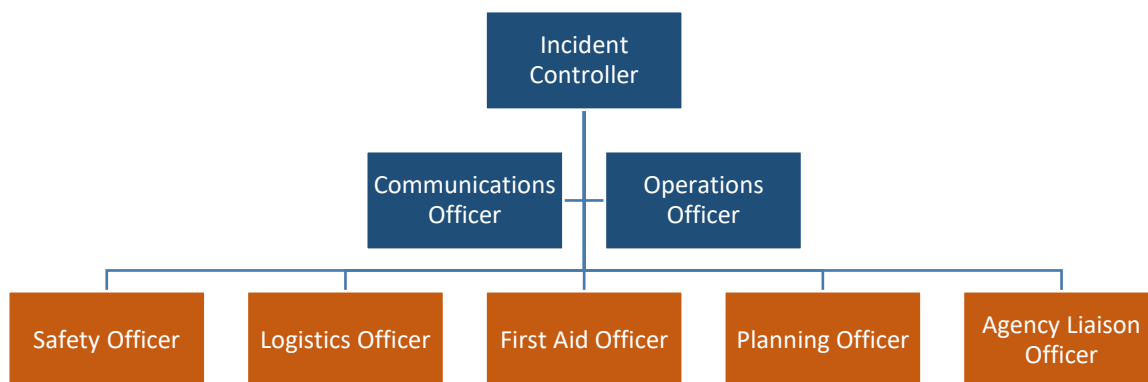 Incident
Controller
Communications
Officer
Operations
Officer
Safety Officer
Logistics Officer
First Aid Officer
Planning Officer
Agency Liaison
Officer